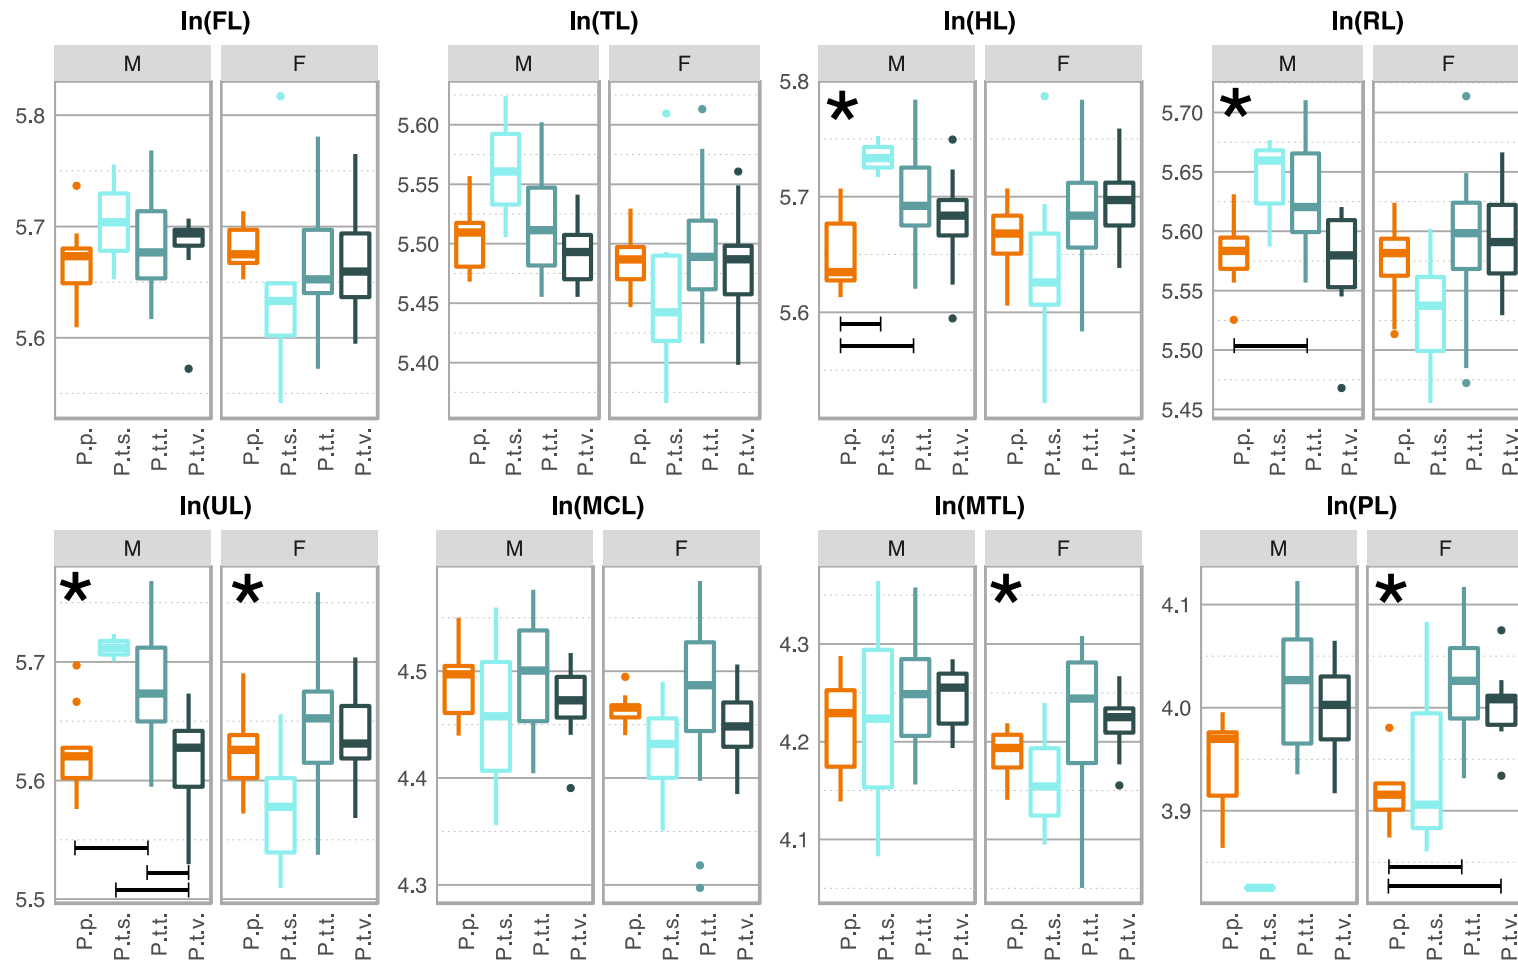 ln(FL)
M F
5.8
5.7
5.6
P.p. P.t.s. P.t.t. P.t.v. P.p. P.t.s. P.t.t. P.t.v.
ln(TL)
M F
5.60
5.55
5.50
5.45
5.40
P.p. P.t.s. P.t.t. P.t.v. P.p. P.t.s. P.t.t. P.t.v.
ln(HL)
M F
5.8
*
5.7
5.6
P.p. P.t.s. P.t.t. P.t.v. P.p. P.t.s. P.t.t. P.t.v.
ln(RL)
M F
*
5.70
5.65
5.60
5.55
5.50
5.45
P.p. P.t.s. P.t.t. P.t.v. P.p. P.t.s. P.t.t. P.t.v.
ln(UL)
M F
* *
5.7
5.6
5.5
P.p. P.t.s. P.t.t. P.t.v. P.p. P.t.s. P.t.t. P.t.v.
ln(MCL)
M F
4.5
4.4
4.3
P.p. P.t.s. P.t.t. P.t.v. P.p. P.t.s. P.t.t. P.t.v.
ln(MTL)
M F
*
4.3
4.2
4.1
P.p. P.t.s. P.t.t. P.t.v. P.p. P.t.s. P.t.t. P.t.v.
ln(PL)
M F
*
4.1
4.0
3.9
P.p. P.t.s. P.t.t. P.t.v. P.p. P.t.s. P.t.t. P.t.v.